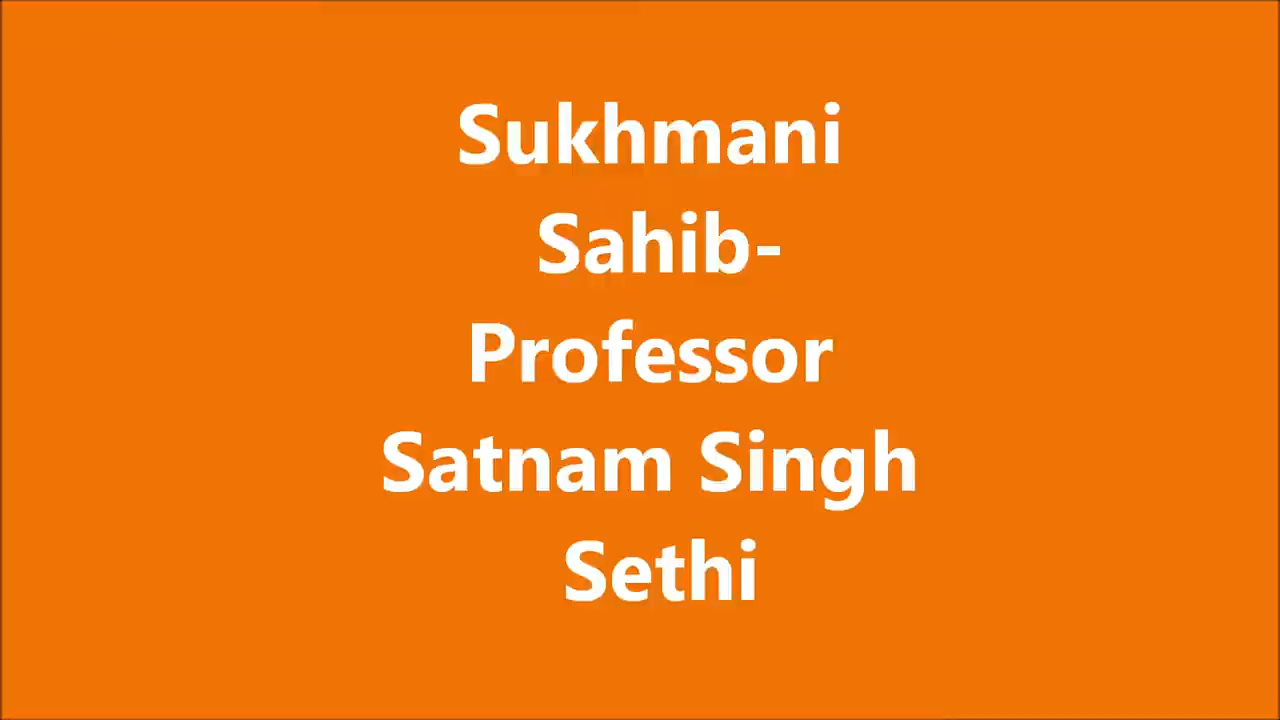 Sukhmani
Sahib-
Professor
Satnam Singh
Sethi